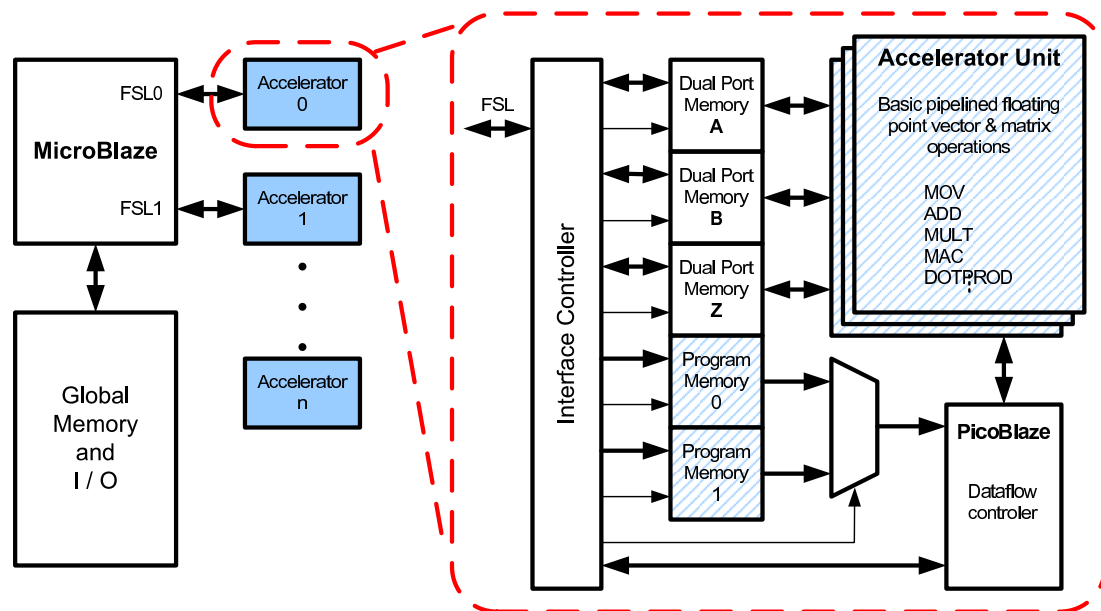 FSL0
MicroBlaze
FSL1
Global
Memory
and
I / O
Accelerator
0
Accelerator
1
Accelerator
n
FSL
Interface Controller
Dual Port
Memory
A
Dual Port
Memory
B
Dual Port
Memory
Z
Program
Memory
0
Program
Memory
1
Accelerator Unit
Basic pipelined floating
point vector & matrix
operations
MOV
ADD
MULT
MAC
DOTPROD
PicoBlaze
Dataflow
controler